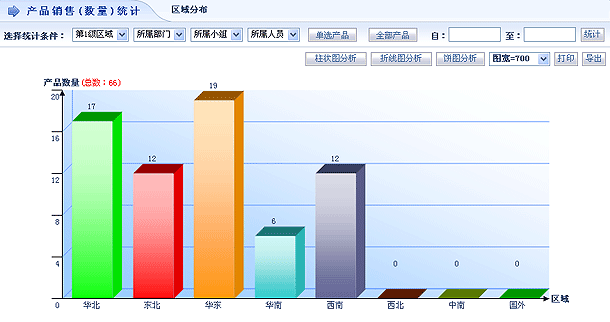 产品销售(数量)统计 区域分布
选择统计条件： 第1级区域 所属部门 所属小组 所属人员 单选产品 全部产品 自： 至： 统计
柱状图分析 折线图分析 饼图分析 图宽=700 打印 导出
产品数量(总数：66)
20
16
12
8
4
0
17
12
19
6
12
0
0
0
华北 东北 华东 华南 西南 西北 中南 国外
区域